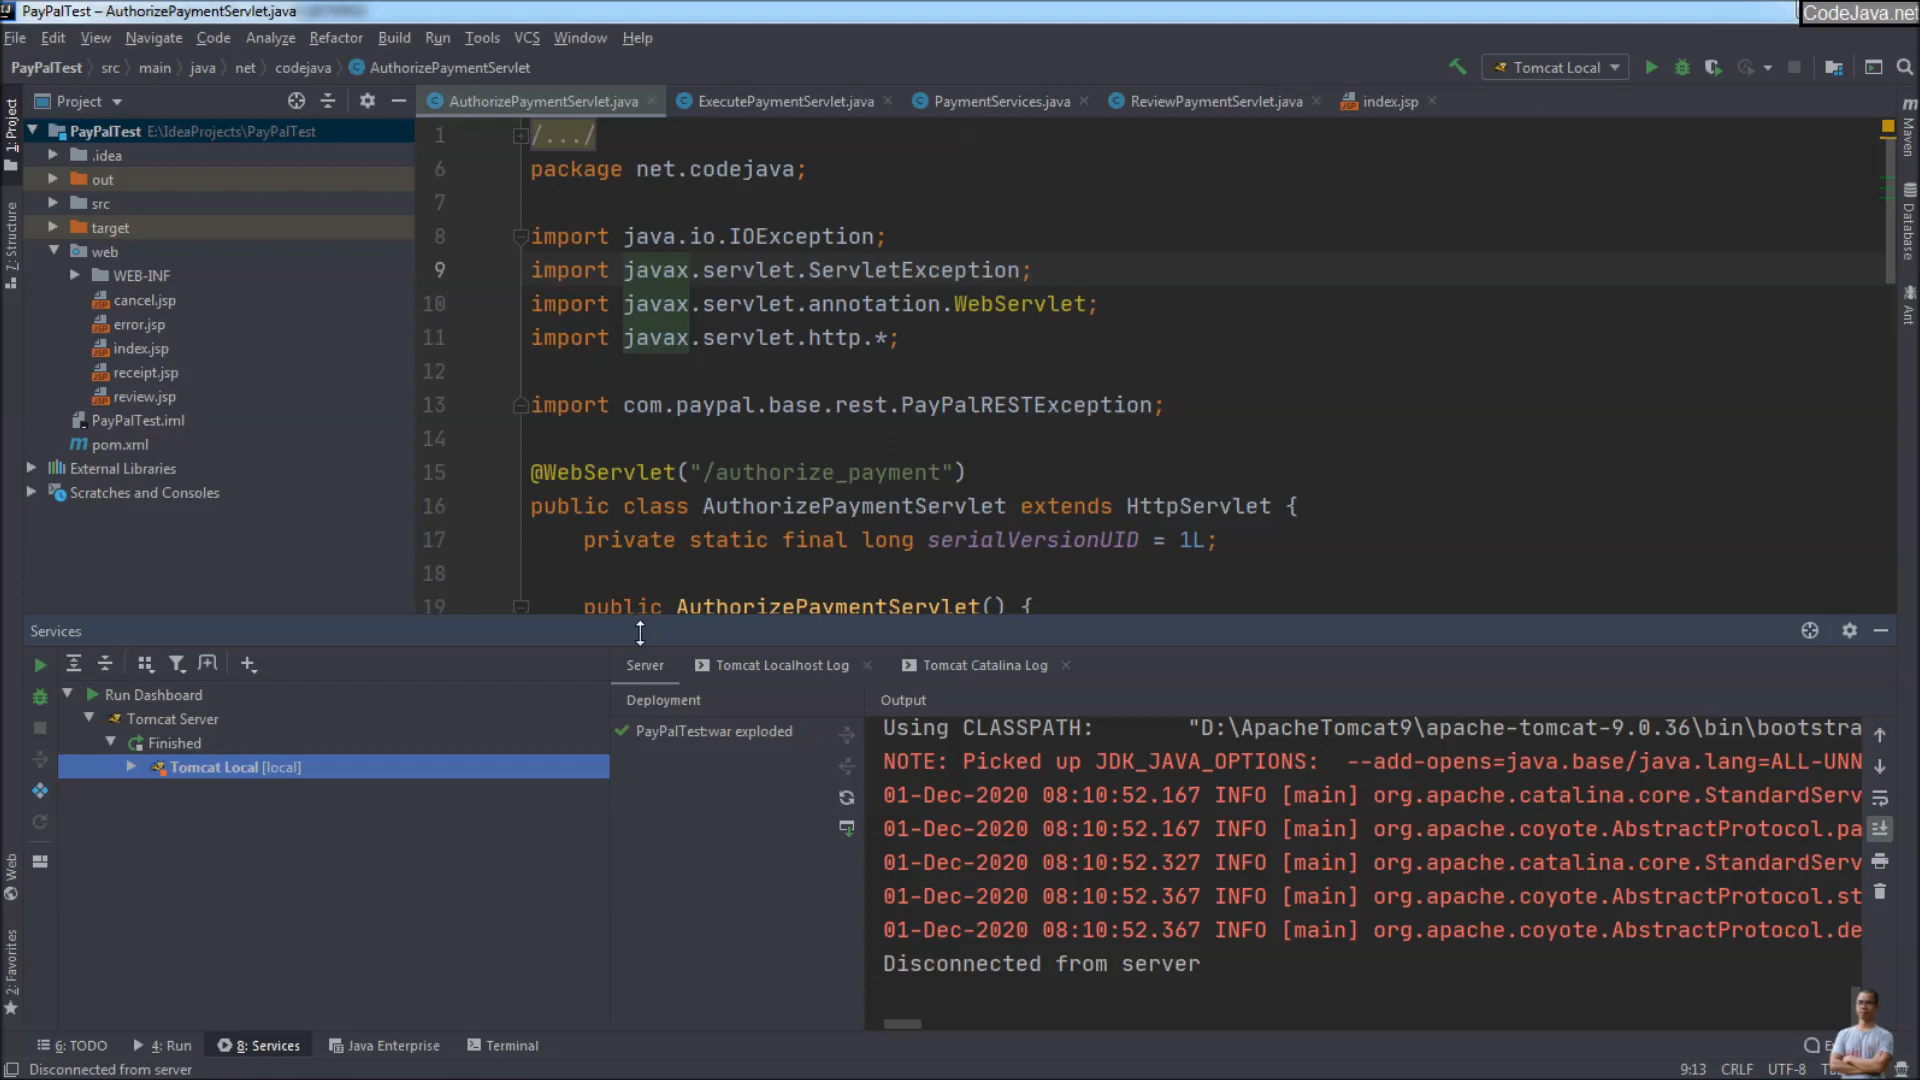 PayPalTest – AuthorizePaymentServlet.java
CodeJava.net
File Edit View Navigate Code Analyze Refactor Build Run Tools VCS Window Help
PayPalTest src main java net codejava AuthorizePaymentServlet
Tomcat Local
1: Project
7: Structure
Web
2: Favorites
Project
PayPalTest E:\IdeaProjects\PayPalTest
.idea
out
src
target
web
WEB-INF
cancel.jsp
error.jsp
index.jsp
receipt.jsp
review.jsp
PayPalTest.iml
pom.xml
External Libraries
Scratches and Consoles
AuthorizePaymentServlet.java ExecutePaymentServlet.java PaymentServices.java ReviewPaymentServlet.java index.jsp
1 /.../
6 package net.codejava;
7
8 import java.io.IOException;
9 import javax.servlet.ServletException;
10 import javax.servlet.annotation.WebServlet;
11 import javax.servlet.http.*;
12
13 import com.paypal.base.rest.PayPalRESTException;
14
15 @WebServlet("/authorize_payment")
16 public class AuthorizePaymentServlet extends HttpServlet {
17 private static final long serialVersionUID = 1L;
18
19 public AuthorizePaymentServlet() {
Maven
Database
Ant
Services
Run Dashboard
Tomcat Server
Finished
Tomcat Local [local]
Server Tomcat Localhost Log Tomcat Catalina Log
Deployment
PayPalTest:war exploded
Output
Using CLASSPATH: "D:\ApacheTomcat9\apache-tomcat-9.0.36\bin\bootstra
NOTE: Picked up JDK_JAVA_OPTIONS: --add-opens=java.base/java.lang=ALL-UNN
01-Dec-2020 08:10:52.167 INFO [main] org.apache.catalina.core.StandardServ
01-Dec-2020 08:10:52.167 INFO [main] org.apache.coyote.AbstractProtocol.pa
01-Dec-2020 08:10:52.327 INFO [main] org.apache.catalina.core.StandardServ
01-Dec-2020 08:10:52.367 INFO [main] org.apache.coyote.AbstractProtocol.st
01-Dec-2020 08:10:52.367 INFO [main] org.apache.coyote.AbstractProtocol.de
Disconnected from server
6: TODO 4: Run 8: Services Java Enterprise Terminal
Disconnected from server
9:13 CRLF UTF-8